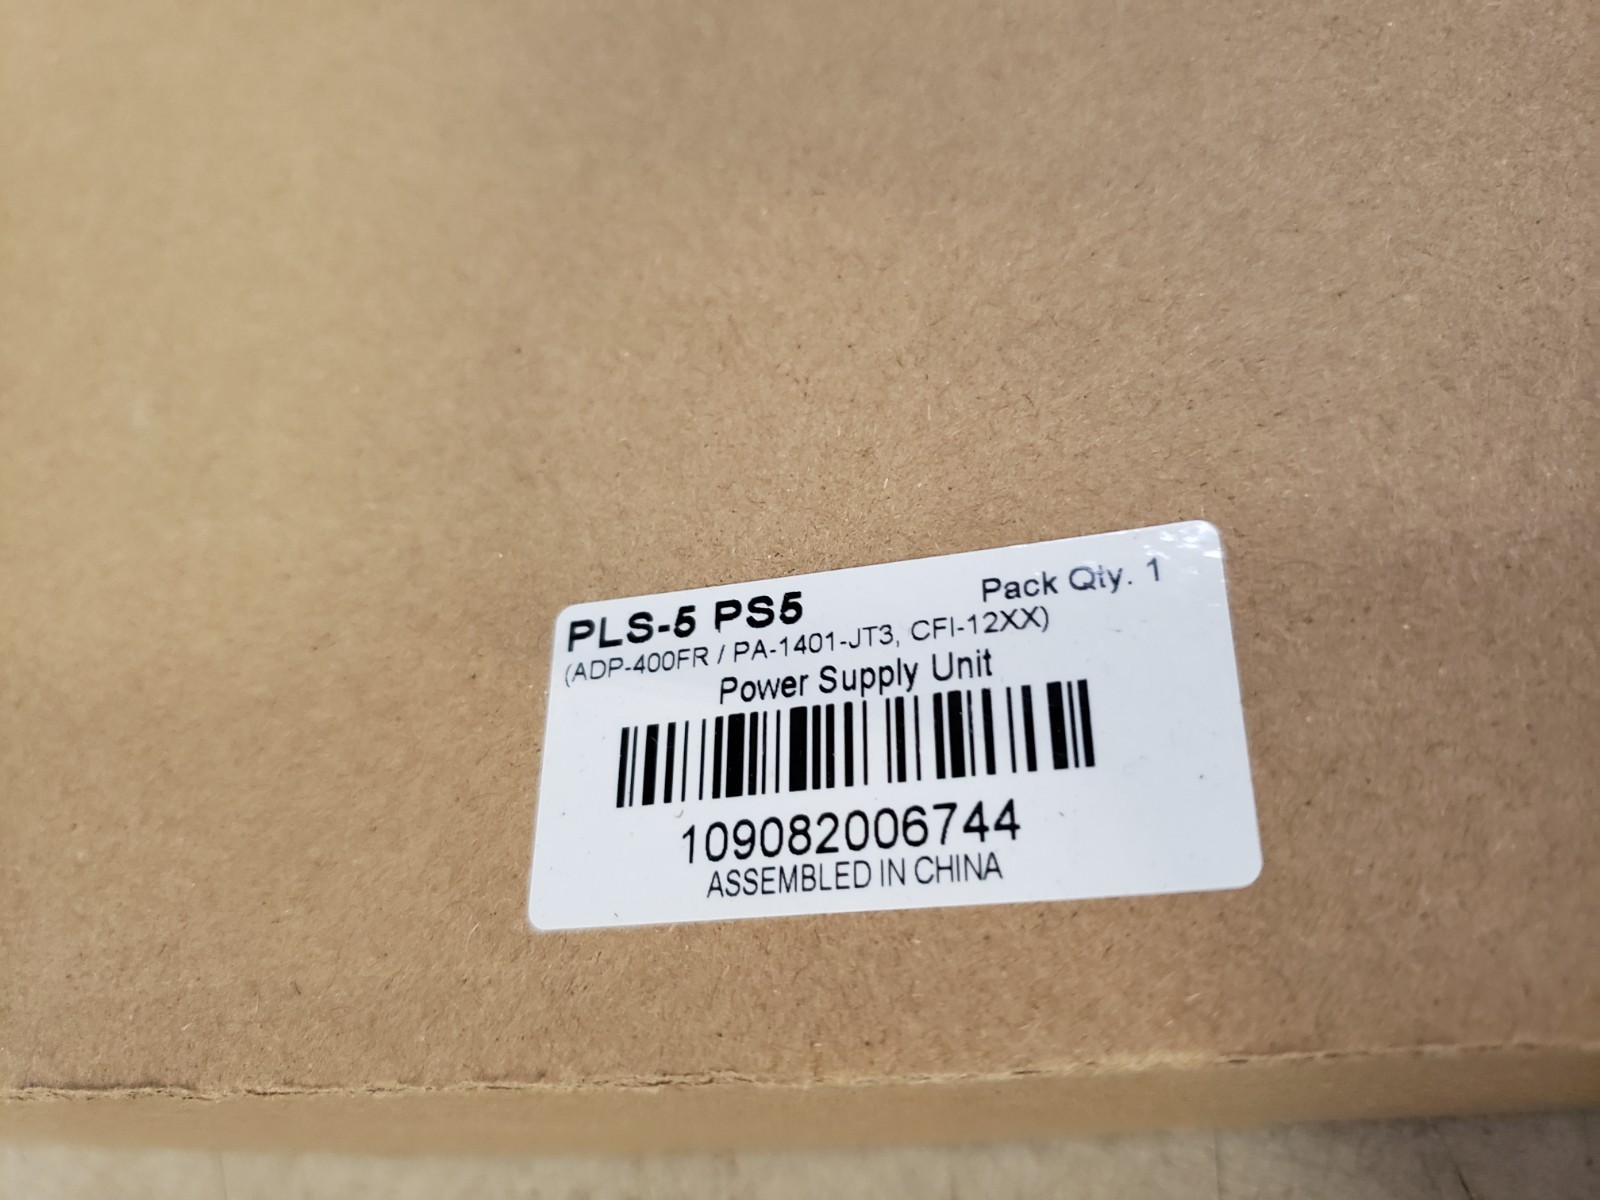 PLS-5 PS5
Pack Qty. 1
(ADP-400FR / PA-1401-JT3, CFI-12XX)
Power Supply Unit
109082006744
ASSEMBLED IN CHINA